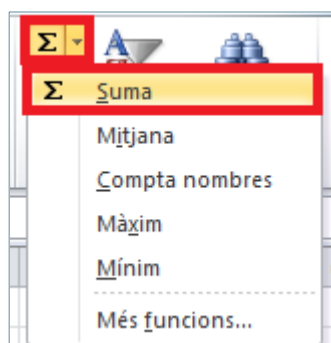 Σ
Σ Suma
Mitjana
Compta nombres
Màxim
Mínim
Més funcions...